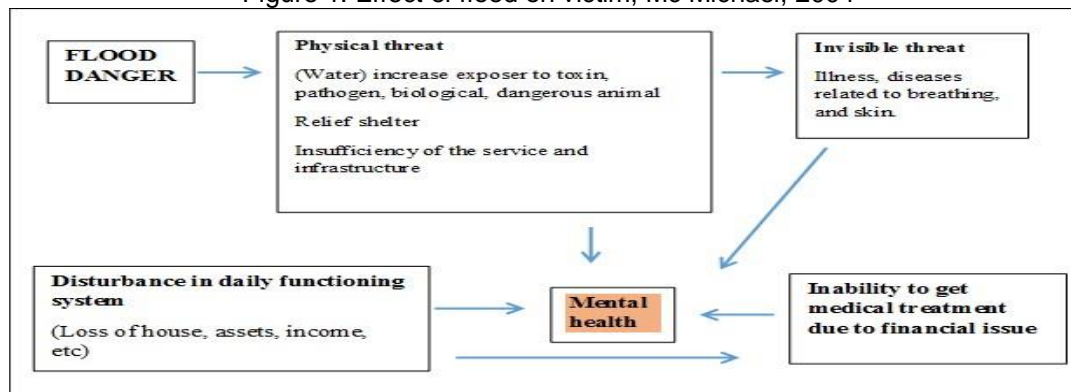 Figure 1: Effect of flood on victim, Mc Michael, 2001
FLOOD
DANGER
Physical threat
(Water) increase exposer to toxin,
pathogen, biological, dangerous animal
Relief shelter
Insufficiency of the service and
infrastructure
Invisible threat
Illness, diseases
related to breathing,
and skin.
Disturbance in daily functioning
system
(Loss of house, assets, income,
etc)
Mental
health
Inability to get
medical treatment
due to financial issue